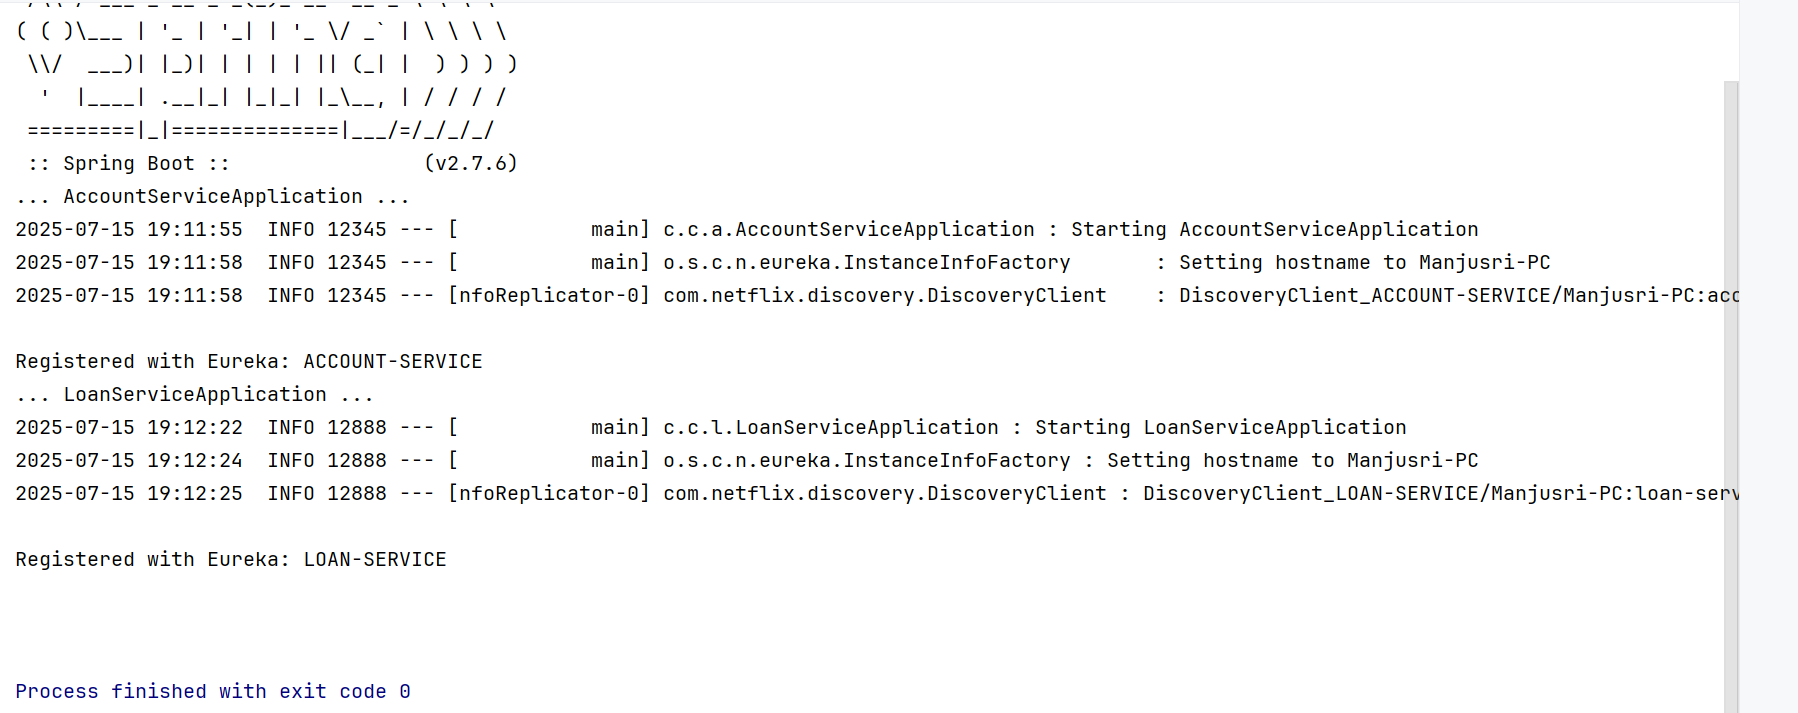 ( ( )\___ | '_ | '_| | '_ \/ _` | \ \ \ \
 \\/  ___)| |_)| | | | | || (_| |  ) ) ) )
  '  |____| .__|_| |_|_| |_\__, | / / / /
 =========|_|==============|___/=/_/_/_/
 :: Spring Boot ::                (v2.7.6)
... AccountServiceApplication ...
2025-07-15 19:11:55  INFO 12345 --- [           main] c.c.a.AccountServiceApplication : Starting AccountServiceApplication
2025-07-15 19:11:58  INFO 12345 --- [           main] o.s.c.n.eureka.InstanceInfoFactory       : Setting hostname to Manjusri-PC
2025-07-15 19:11:58  INFO 12345 --- [nfoReplicator-0] com.netflix.discovery.DiscoveryClient    : DiscoveryClient_ACCOUNT-SERVICE/Manjusri-PC:acc
Registered with Eureka: ACCOUNT-SERVICE
... LoanServiceApplication ...
2025-07-15 19:12:22  INFO 12888 --- [           main] c.c.l.LoanServiceApplication : Starting LoanServiceApplication
2025-07-15 19:12:24  INFO 12888 --- [           main] o.s.c.n.eureka.InstanceInfoFactory : Setting hostname to Manjusri-PC
2025-07-15 19:12:25  INFO 12888 --- [nfoReplicator-0] com.netflix.discovery.DiscoveryClient : DiscoveryClient_LOAN-SERVICE/Manjusri-PC:loan-serv
Registered with Eureka: LOAN-SERVICE
Process finished with exit code 0